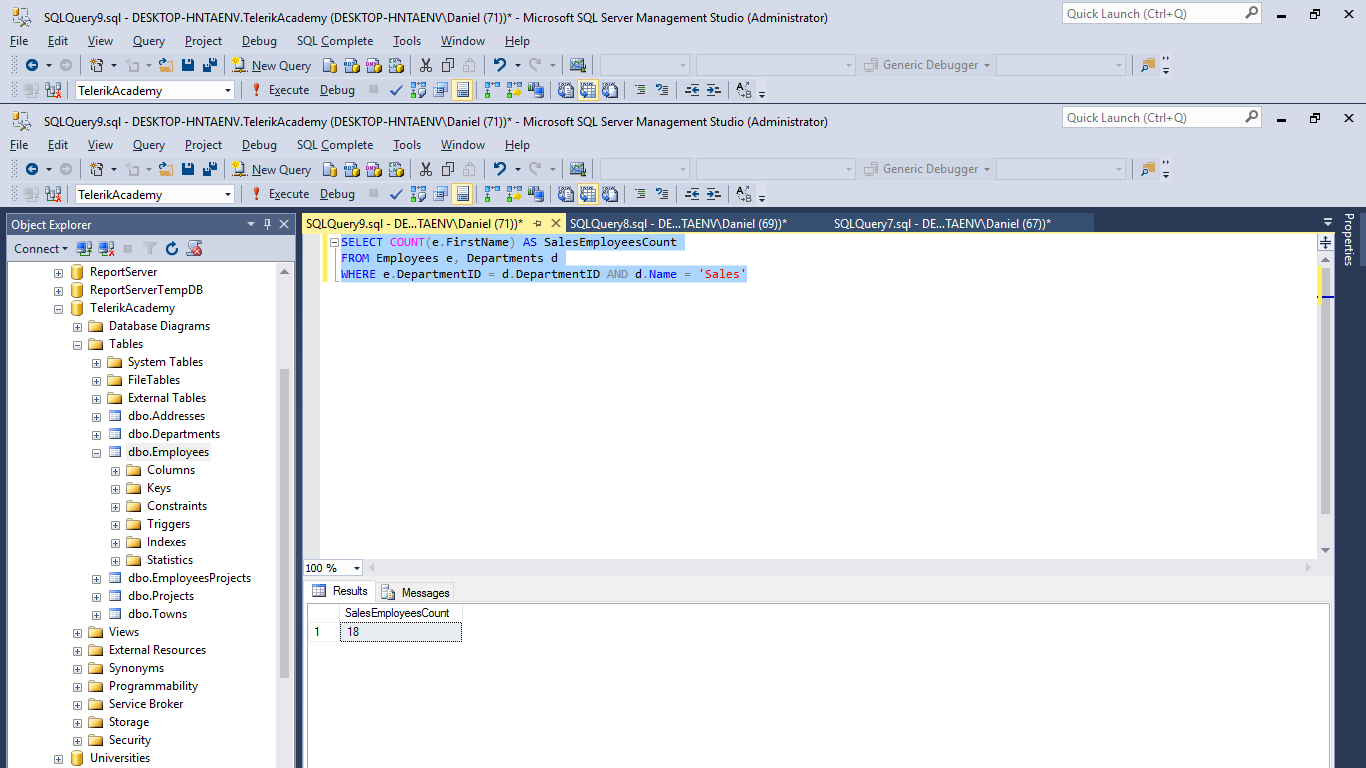 SQLQuery9.sql - DESKTOP-HNTAENV.TelerikAcademy (DESKTOP-HNTAENV\Daniel (71))* - Microsoft SQL Server Management Studio (Administrator)
Quick Launch (Ctrl+Q)
File Edit View Query Project Debug SQL Complete Tools Window Help
New Query Generic Debugger
TelerikAcademy Execute Debug
SQLQuery9.sql - DESKTOP-HNTAENV.TelerikAcademy (DESKTOP-HNTAENV\Daniel (71))* - Microsoft SQL Server Management Studio (Administrator)
Quick Launch (Ctrl+Q)
File Edit View Query Project Debug SQL Complete Tools Window Help
New Query Generic Debugger
TelerikAcademy Execute Debug
Object Explorer
Connect
ReportServer
ReportServerTempDB
TelerikAcademy
Database Diagrams
Tables
System Tables
FileTables
External Tables
dbo.Addresses
dbo.Departments
dbo.Employees
Columns
Keys
Constraints
Triggers
Indexes
Statistics
dbo.EmployeesProjects
dbo.Projects
dbo.Towns
Views
External Resources
Synonyms
Programmability
Service Broker
Storage
Security
Universities
SQLQuery9.sql - DE...TAENV\Daniel (71))* SQLQuery8.sql - DE...TAENV\Daniel (69))* SQLQuery7.sql - DE...TAENV\Daniel (67))*
SELECT COUNT(e.FirstName) AS SalesEmployeesCount
FROM Employees e, Departments d
WHERE e.DepartmentID = d.DepartmentID AND d.Name = 'Sales'
100 %
Results Messages
SalesEmployeesCount
1 18
Properties